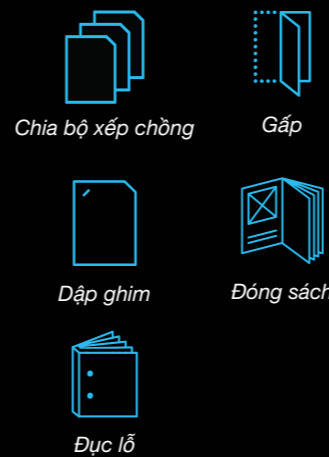 Chia bộ xếp chồng
Gấp
Dập ghim
Đóng sách
Đục lỗ